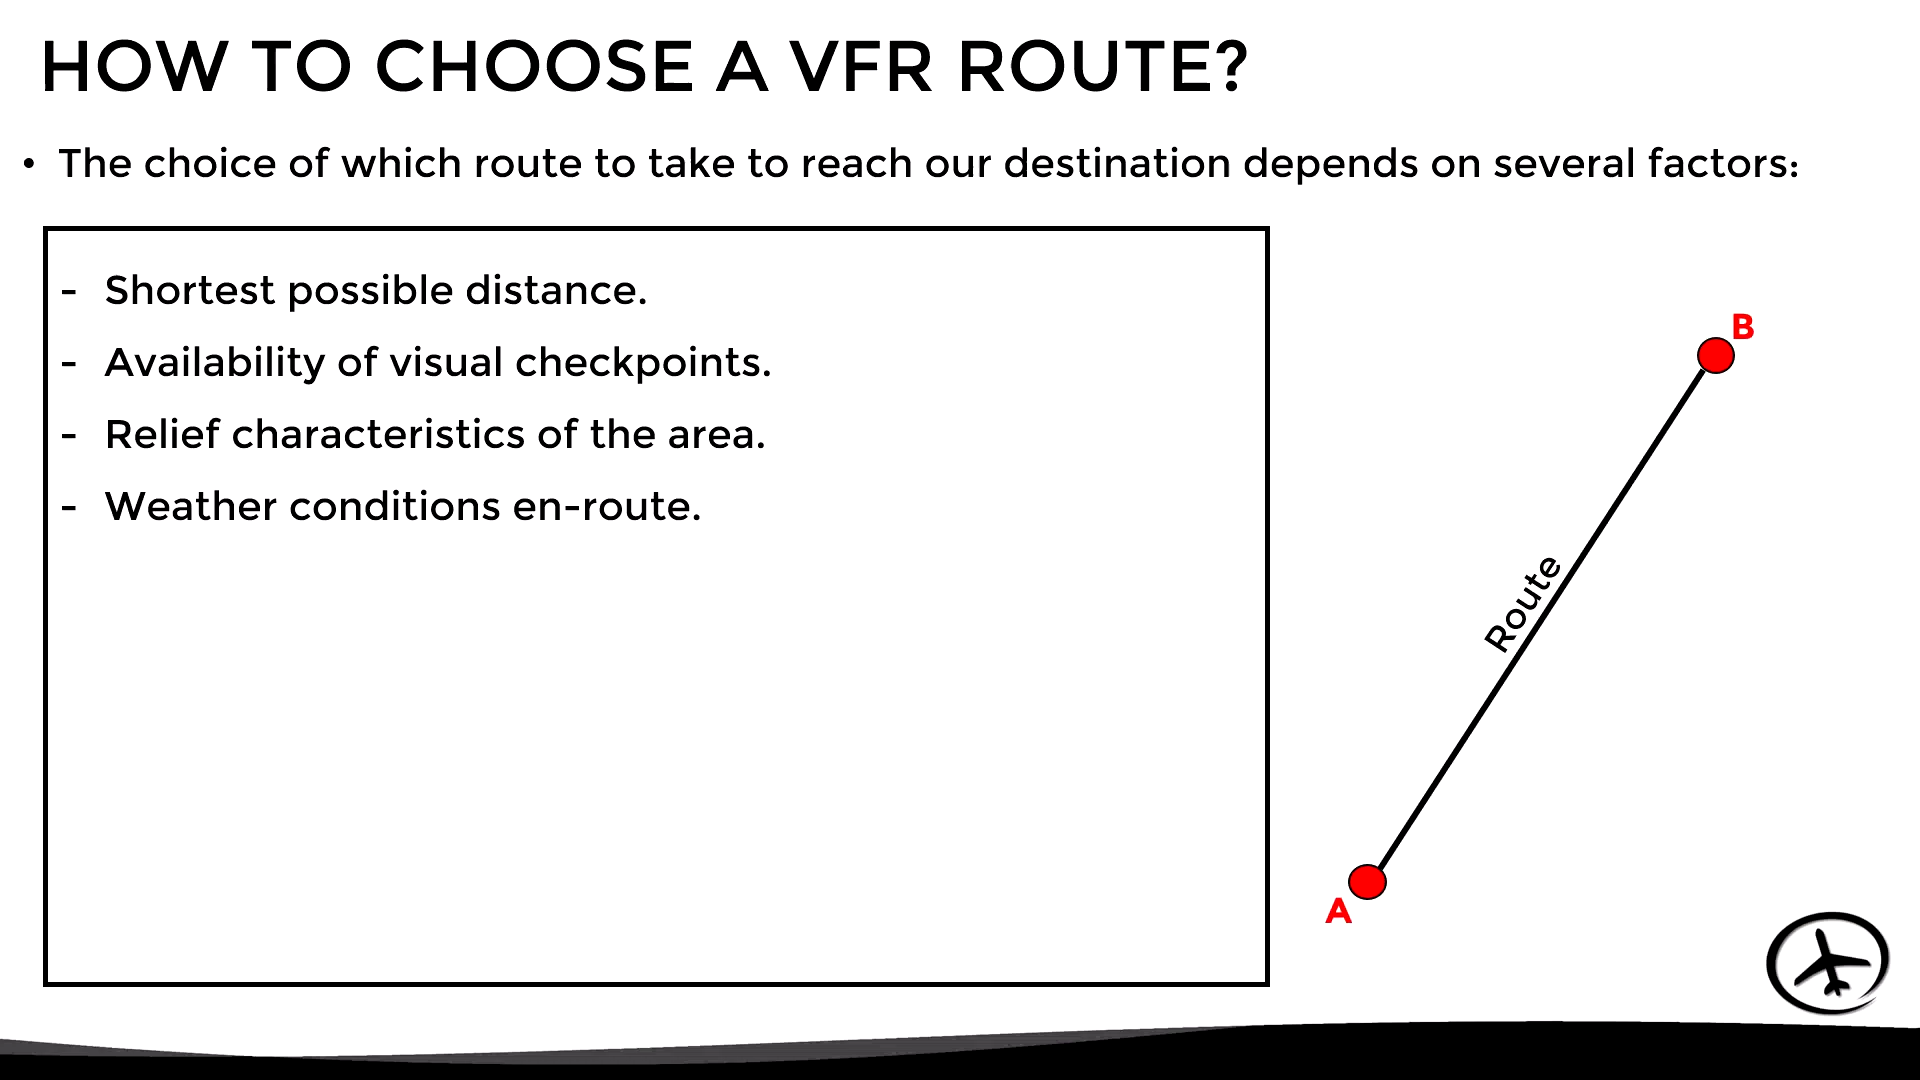 HOW TO CHOOSE A VFR ROUTE?
• The choice of which route to take to reach our destination depends on several factors:
- Shortest possible distance.
- Availability of visual checkpoints.
- Relief characteristics of the area.
- Weather conditions en-route.
B
Route
A